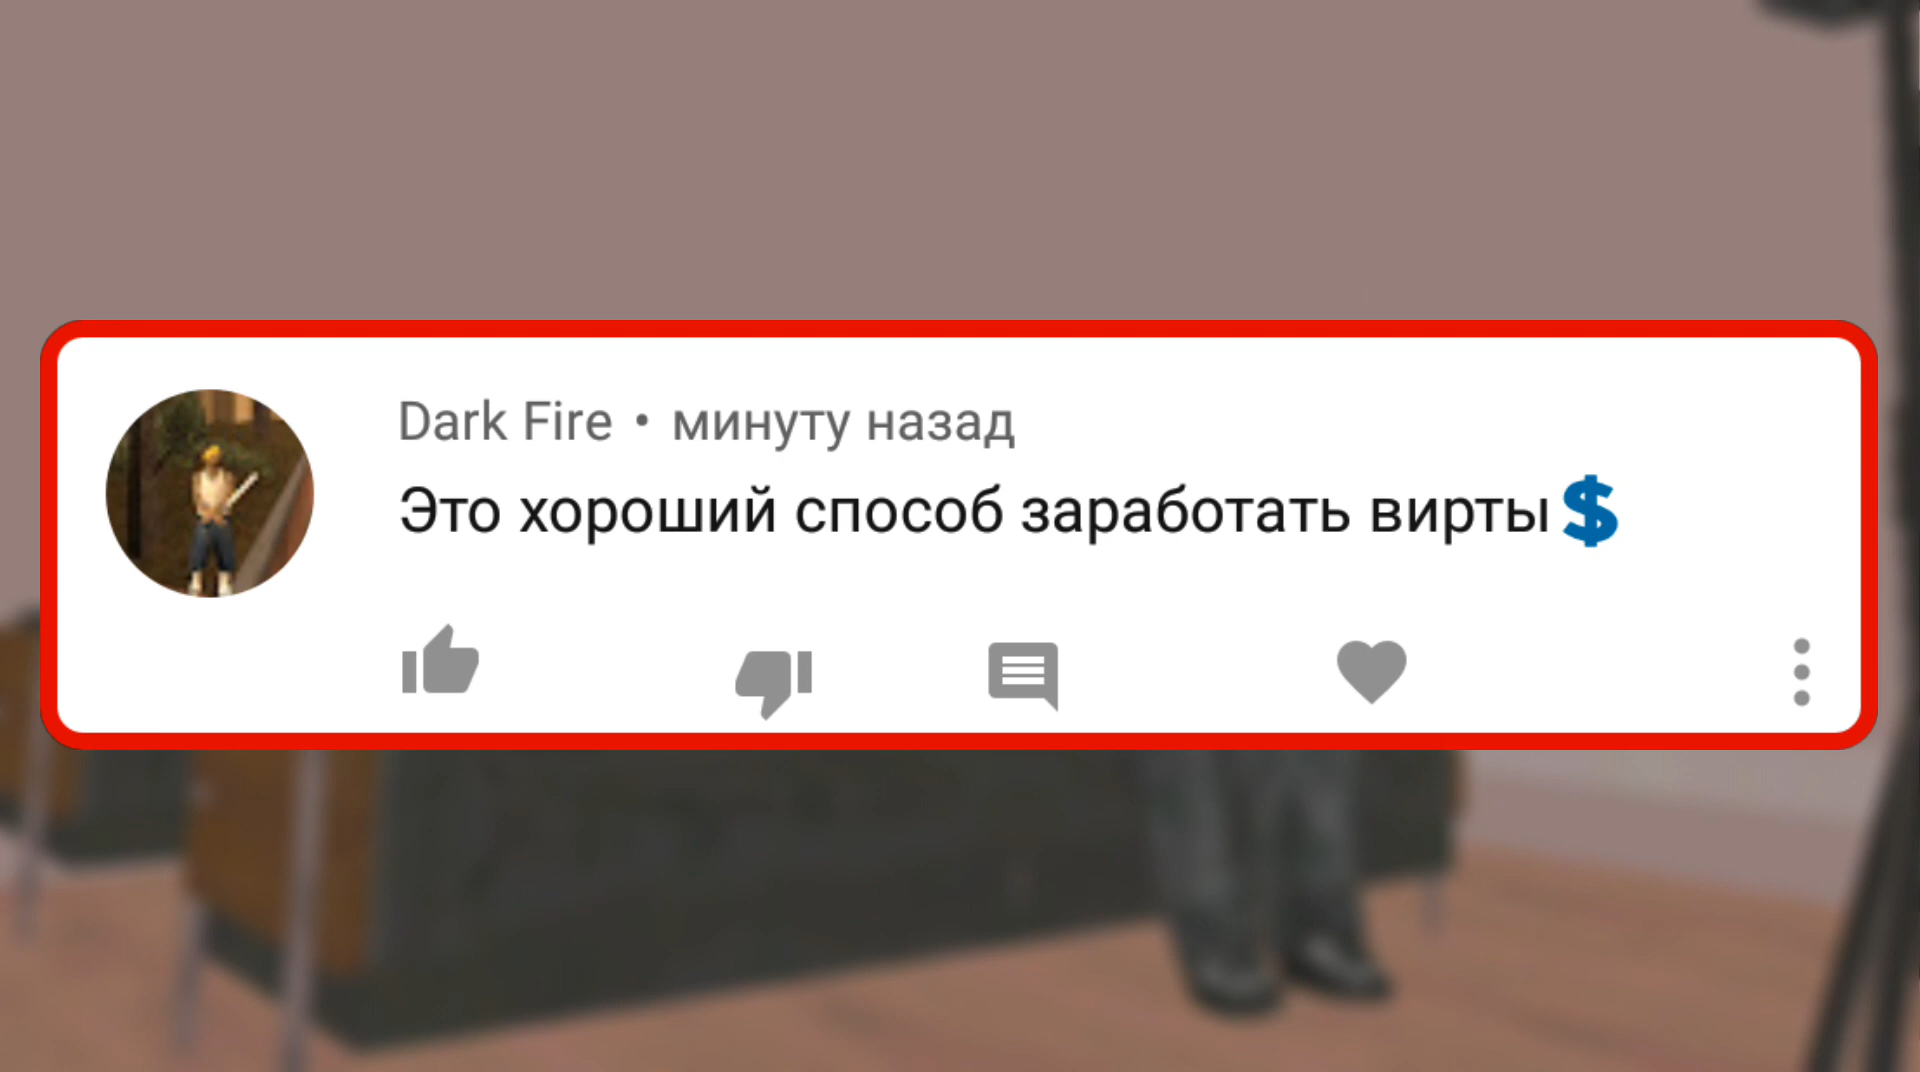 Dark Fire • минуту назад
Это хороший способ заработать вирты💲